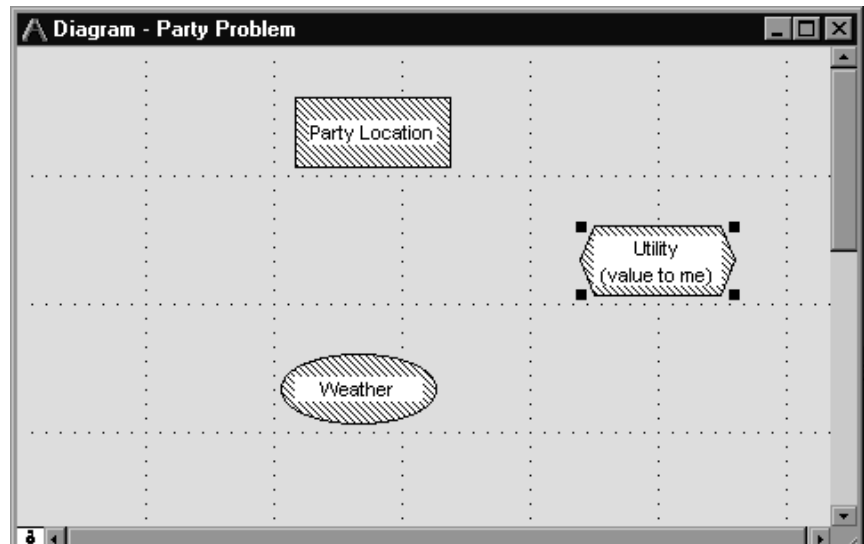 Diagram - Party Problem
Party Location
Utility
(value to me)
Weather